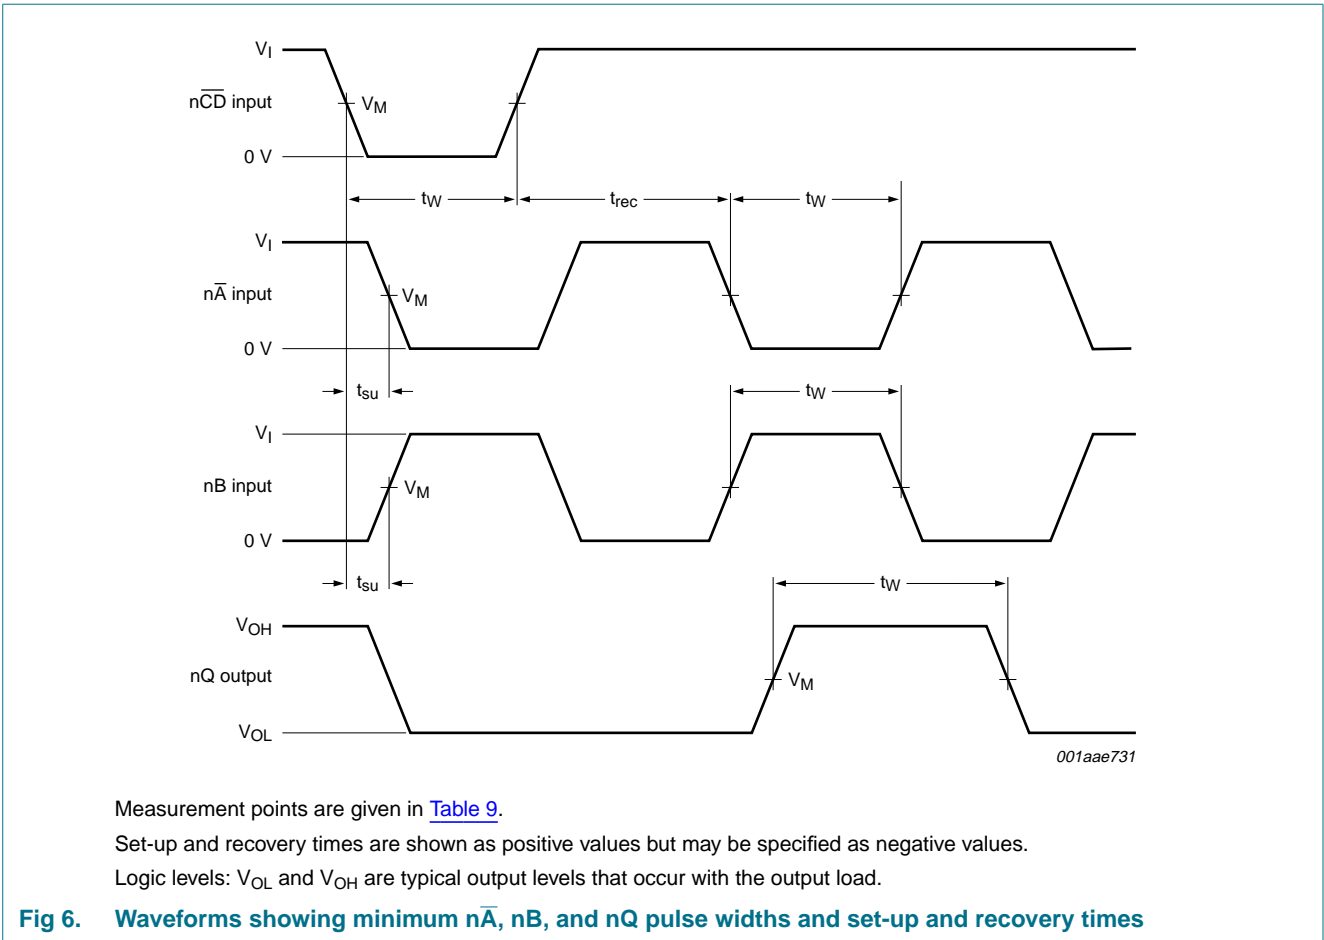 VI
nCD input
VM
0 V
tW
trec
tW
VI
nA input
VM
0 V
tsu
tW
VI
nB input
VM
0 V
tsu
tW
VOH
nQ output
VM
VOL
001aae731
Measurement points are given in Table 9.
Set-up and recovery times are shown as positive values but may be specified as negative values.
Logic levels: VOL and VOH are typical output levels that occur with the output load.
Fig 6. Waveforms showing minimum nA̅, nB, and nQ pulse widths and set-up and recovery times